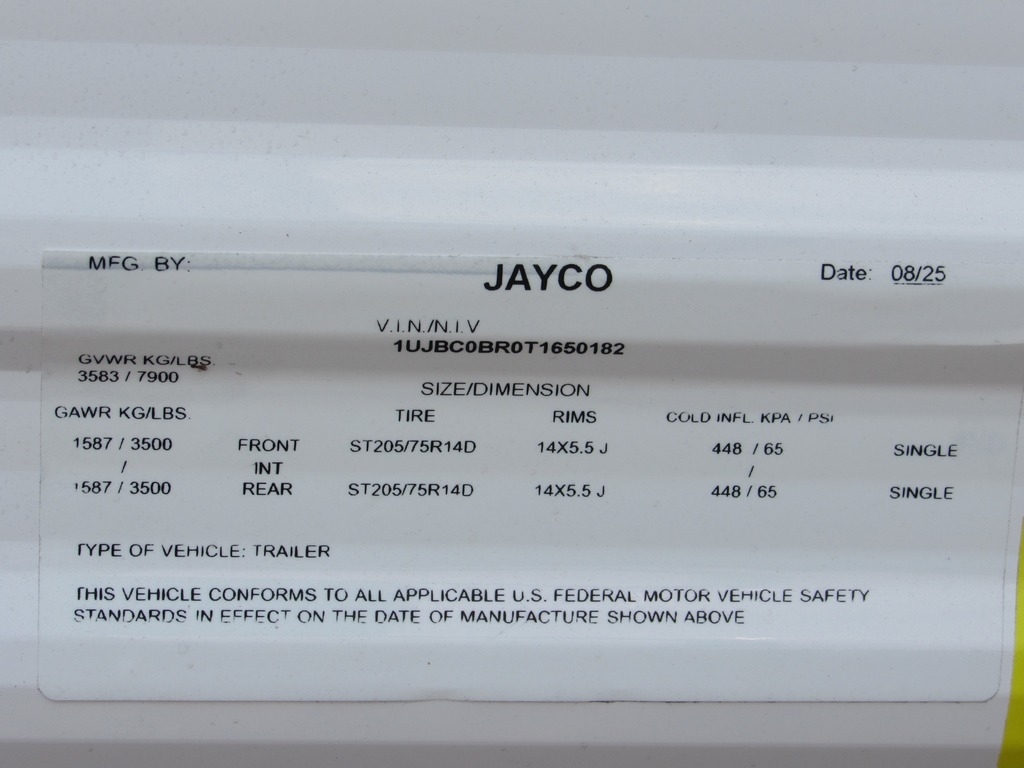 MFG. BY: JAYCO Date: 08/25
V.I.N./N.I.V
1UJBC0BR0T1650182
GVWR KG/LBS.
3583 / 7900
SIZE/DIMENSION
GAWR KG/LBS. TIRE RIMS COLD INFL. KPA / PSI
1587 / 3500 FRONT ST205/75R14D 14X5.5 J 448 / 65 SINGLE
/ INT /
1587 / 3500 REAR ST205/75R14D 14X5.5 J 448 / 65 SINGLE
TYPE OF VEHICLE: TRAILER
THIS VEHICLE CONFORMS TO ALL APPLICABLE U.S. FEDERAL MOTOR VEHICLE SAFETY
STANDARDS IN EFFECT ON THE DATE OF MANUFACTURE SHOWN ABOVE